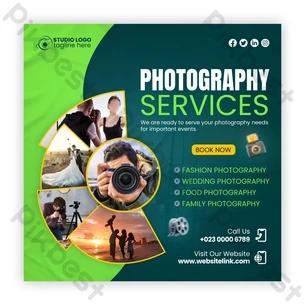 STUDIO LOGO
tagline here
PHOTOGRAPHY
SERVICES
We are ready to serve your photography needs
for important events.
BOOK NOW
FASHION PHOTOGRAPHY
WEDDING PHOTOGRAPHY
FOOD PHOTOGRAPHY
FAMILY PHOTOGRAPHY
Call Us
+023 0000 6789
Visit Our Website
www.websitelink.com
pikbest